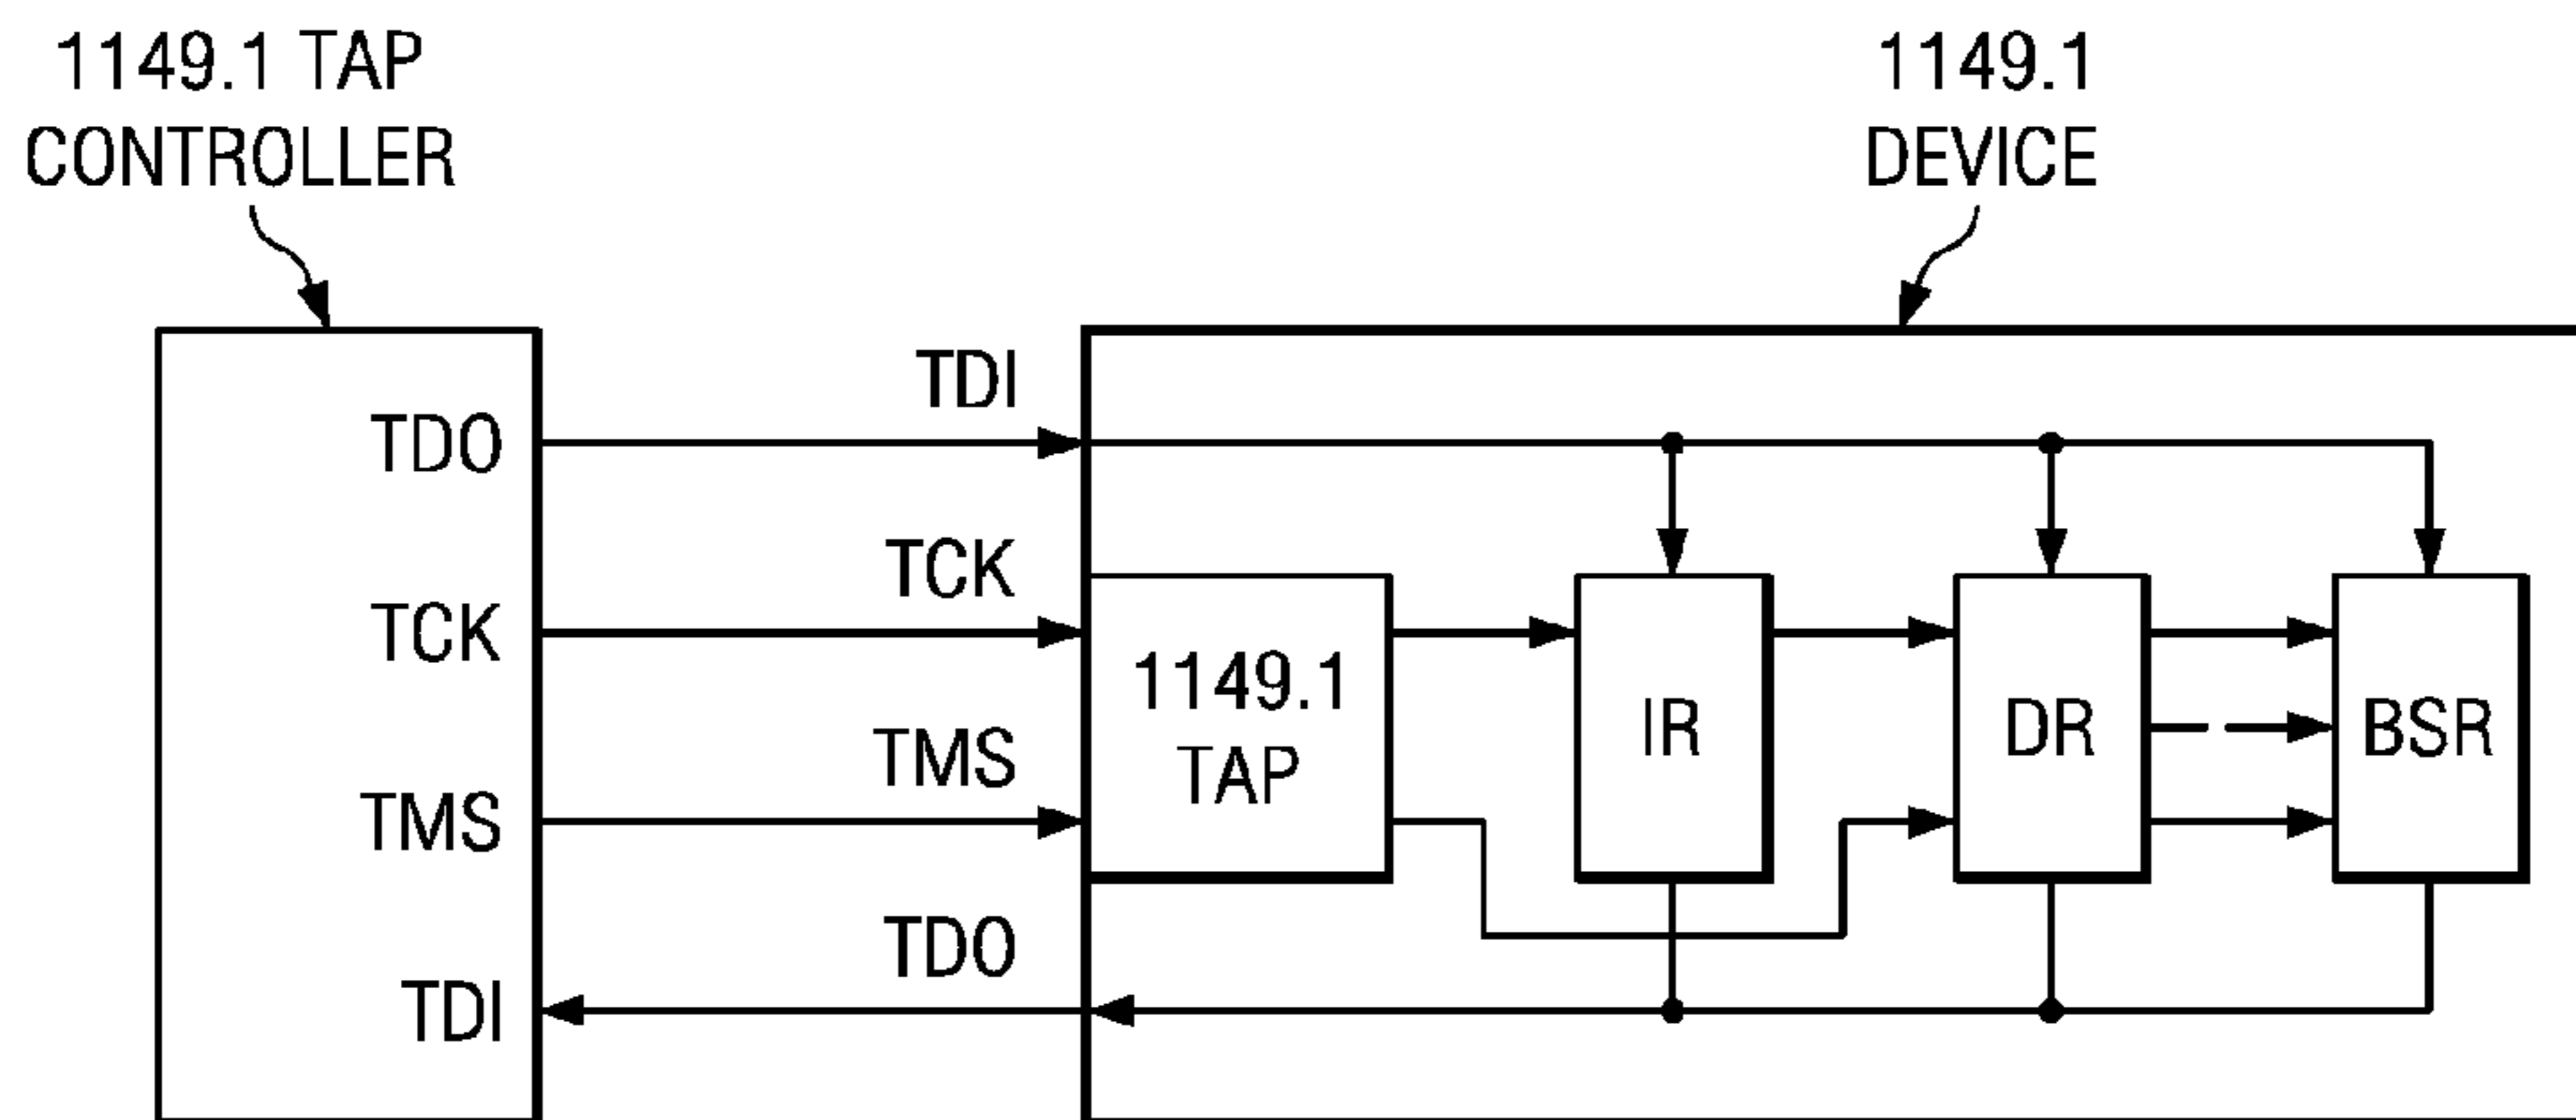 1149.1 TAP
CONTROLLER
1149.1
DEVICE
TDO
TCK
TMS
TDI
TDI
TCK
TMS
TDO
1149.1
TAP
IR
DR
BSR